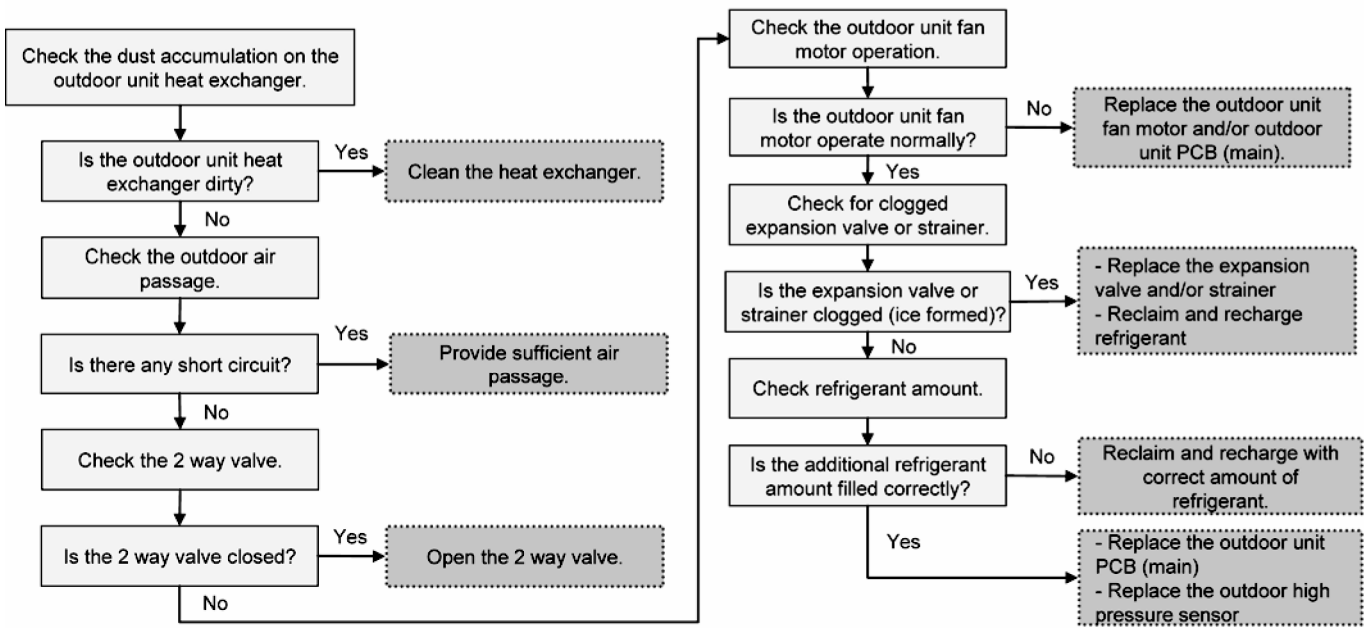 Check the dust accumulation on the
outdoor unit heat exchanger.
Is the outdoor unit heat
exchanger dirty?
Yes
Clean the heat exchanger.
No
Check the outdoor air
passage.
Is there any short circuit?
Yes
Provide sufficient air
passage.
No
Check the 2 way valve.
Is the 2 way valve closed?
Yes
Open the 2 way valve.
No
Check the outdoor unit fan
motor operation.
Is the outdoor unit fan
motor operate normally?
No
Replace the outdoor unit
fan motor and/or outdoor
unit PCB (main).
Yes
Check for clogged
expansion valve or strainer.
Is the expansion valve or
strainer clogged (ice formed)?
Yes
- Replace the expansion
valve and/or strainer
- Reclaim and recharge
refrigerant
No
Check refrigerant amount.
Is the additional refrigerant
amount filled correctly?
No
Reclaim and recharge with
correct amount of
refrigerant.
Yes
- Replace the outdoor unit
PCB (main)
- Replace the outdoor high
pressure sensor